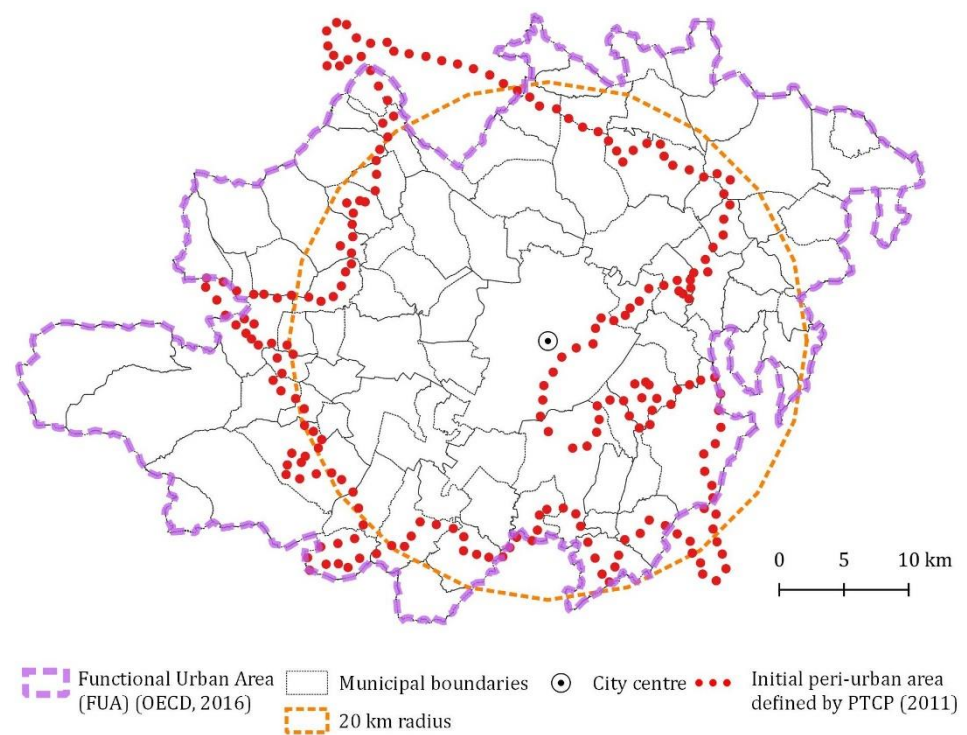 0 5 10 km
Functional Urban Area
(FUA) (OECD, 2016)
Municipal boundaries
20 km radius
City centre
Initial peri-urban area
defined by PTCP (2011)